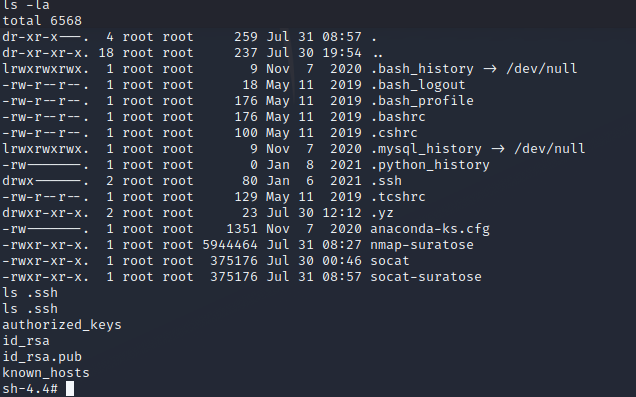 ls -la
total 6568
dr-xr-x---.  4 root root     259 Jul 31 08:57 .
dr-xr-xr-x. 18 root root     237 Jul 30 19:54 ..
lrwxrwxrwx.  1 root root       9 Nov  7  2020 .bash_history -> /dev/null
-rw-r--r--.  1 root root      18 May 11  2019 .bash_logout
-rw-r--r--.  1 root root     176 May 11  2019 .bash_profile
-rw-r--r--.  1 root root     176 May 11  2019 .bashrc
-rw-r--r--.  1 root root     100 May 11  2019 .cshrc
lrwxrwxrwx.  1 root root       9 Nov  7  2020 .mysql_history -> /dev/null
-rw-------.  1 root root       0 Jan  8  2021 .python_history
drwx------.  2 root root      80 Jan  6  2021 .ssh
-rw-r--r--.  1 root root     129 May 11  2019 .tcshrc
drwxr-xr-x.  2 root root      23 Jul 30 12:12 .yz
-rw-------.  1 root root    1351 Nov  7  2020 anaconda-ks.cfg
-rwxr-xr-x.  1 root root 5944464 Jul 31 08:27 nmap-suratose
-rwxr-xr-x.  1 root root  375176 Jul 30 00:46 socat
-rwxr-xr-x.  1 root root  375176 Jul 31 08:57 socat-suratose
ls .ssh
ls .ssh
authorized_keys
id_rsa
id_rsa.pub
known_hosts
sh-4.4#